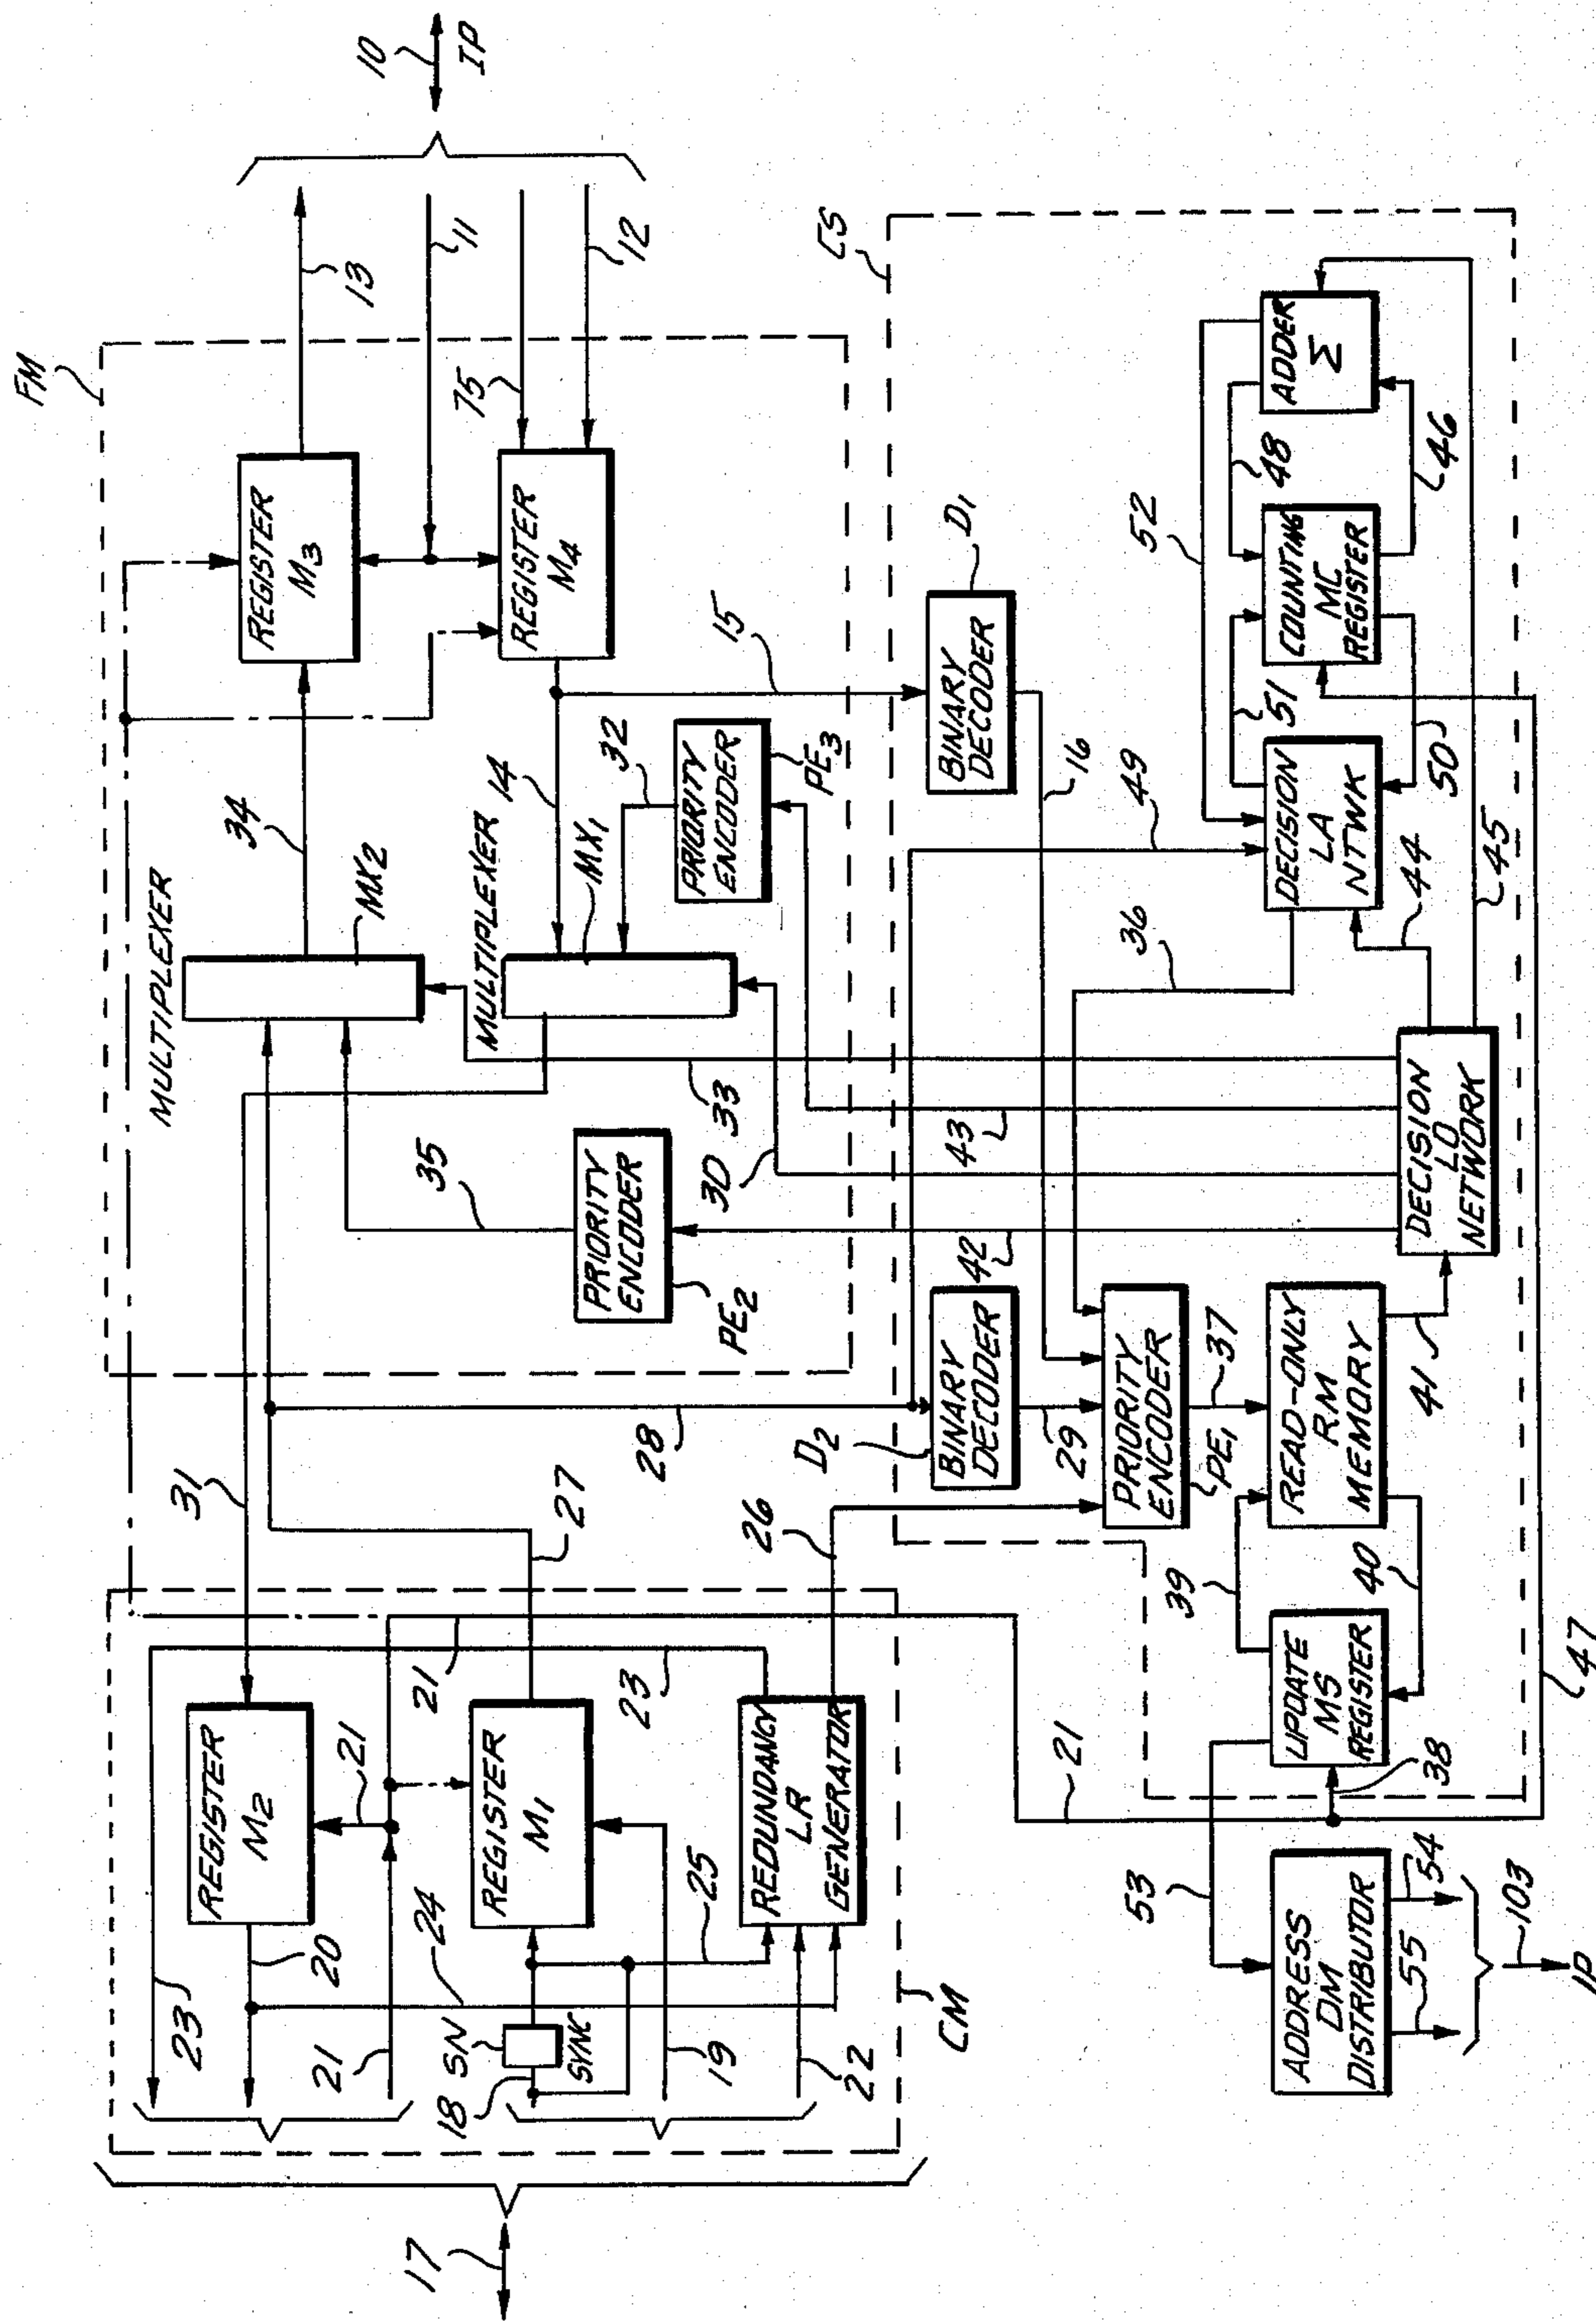 FM
10
IP
REGISTER
M3
13
11
75
12
REGISTER
M4
34
MULTIPLEXER
MX2
14
15
MULTIPLEXER
MX1
32
PRIORITY
ENCODER
PE3
31
35
PRIORITY
ENCODER
PE2
33
30
43
42
27
28
CS
BINARY
DECODER
D1
16
49
36
52
48
ADDER
Σ
COUNTING
MC
REGISTER
46
51
50
DECISION
LA
NTWK
44
45
DECISION
LD
NETWORK
D2
BINARY
DECODER
29
26
PRIORITY
ENCODER
PE1
37
READ-ONLY
RM
MEMORY
41
39
40
UPDATE
MS
REGISTER
38
47
21
53
ADDRESS
DM
DISTRIBUTOR
54
55
103
IP
23
20
21
REGISTER
M2
21
21
24
REGISTER
M1
23
25
REDUNDANCY
LR
GENERATOR
18
SN
SYNC
19
22
CM
17